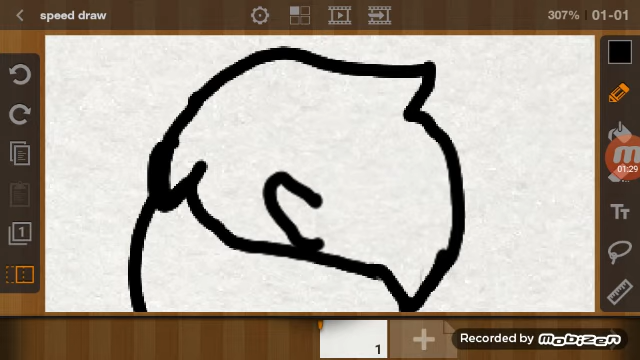 speed draw
307% 01-01
01:29
1
Tт
1
Recorded by MOBIZEN